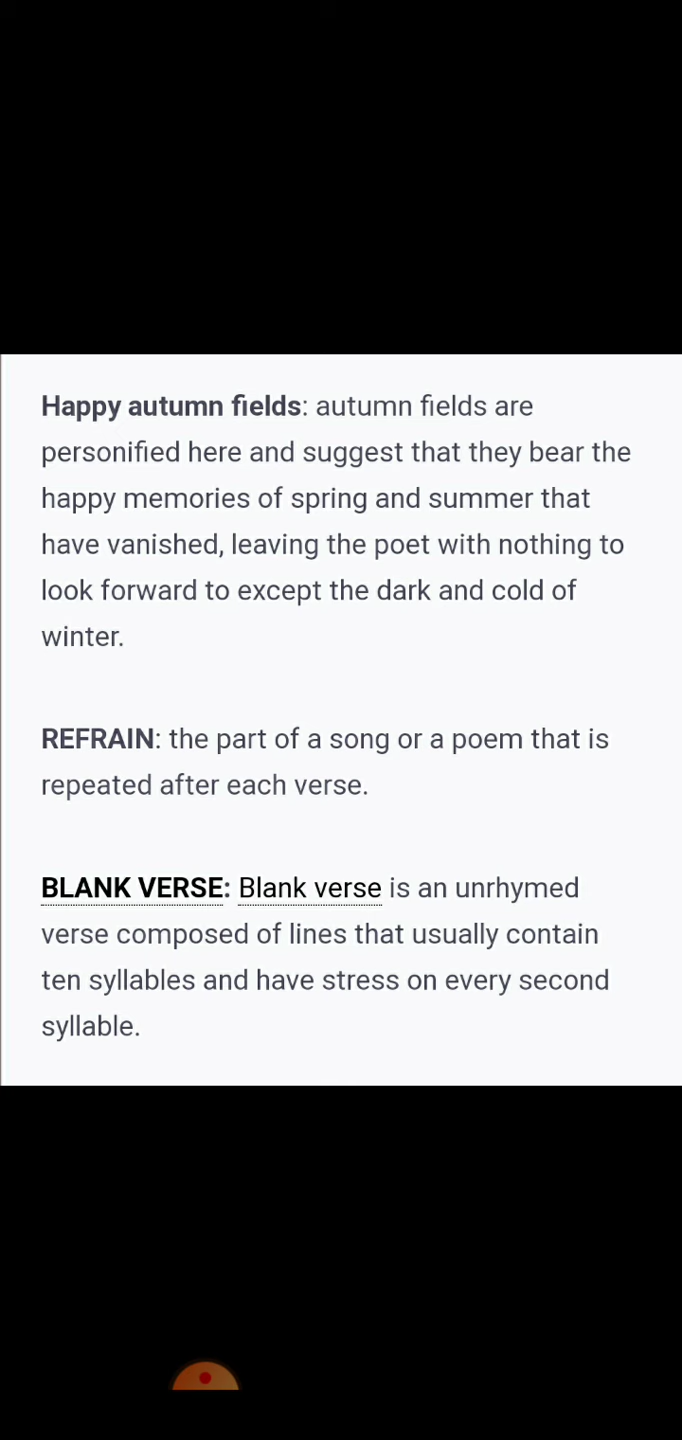 Happy autumn fields: autumn fields are
personified here and suggest that they bear the
happy memories of spring and summer that
have vanished, leaving the poet with nothing to
look forward to except the dark and cold of
winter.
REFRAIN: the part of a song or a poem that is
repeated after each verse.
BLANK VERSE: Blank verse is an unrhymed
verse composed of lines that usually contain
ten syllables and have stress on every second
syllable.